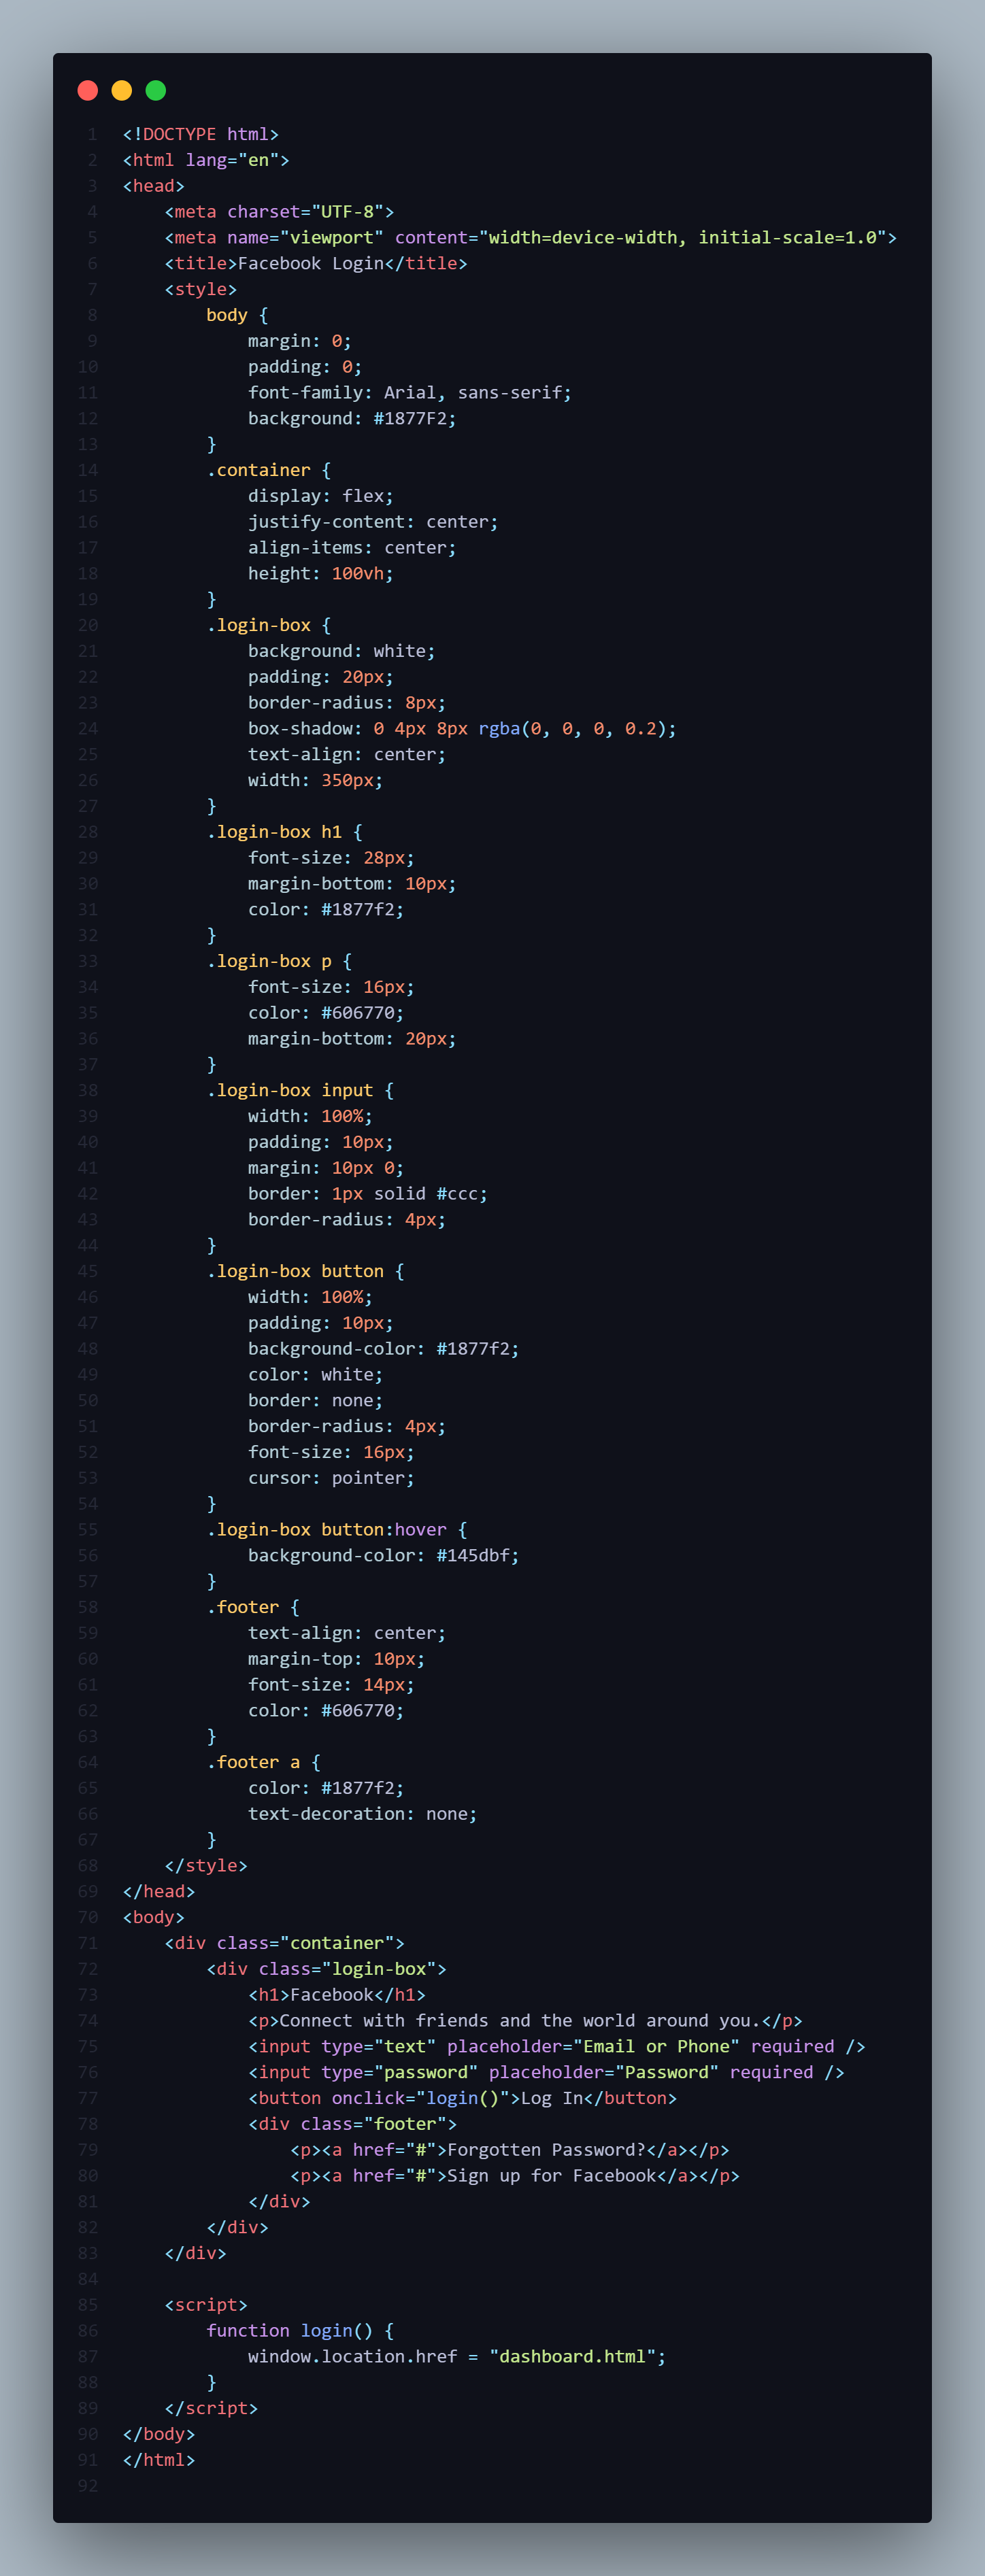 1 <!DOCTYPE html>
2 <html lang="en">
3 <head>
4     <meta charset="UTF-8">
5     <meta name="viewport" content="width=device-width, initial-scale=1.0">
6     <title>Facebook Login</title>
7     <style>
8         body {
9             margin: 0;
10             padding: 0;
11             font-family: Arial, sans-serif;
12             background: #1877F2;
13         }
14         .container {
15             display: flex;
16             justify-content: center;
17             align-items: center;
18             height: 100vh;
19         }
20         .login-box {
21             background: white;
22             padding: 20px;
23             border-radius: 8px;
24             box-shadow: 0 4px 8px rgba(0, 0, 0, 0.2);
25             text-align: center;
26             width: 350px;
27         }
28         .login-box h1 {
29             font-size: 28px;
30             margin-bottom: 10px;
31             color: #1877f2;
32         }
33         .login-box p {
34             font-size: 16px;
35             color: #606770;
36             margin-bottom: 20px;
37         }
38         .login-box input {
39             width: 100%;
40             padding: 10px;
41             margin: 10px 0;
42             border: 1px solid #ccc;
43             border-radius: 4px;
44         }
45         .login-box button {
46             width: 100%;
47             padding: 10px;
48             background-color: #1877f2;
49             color: white;
50             border: none;
51             border-radius: 4px;
52             font-size: 16px;
53             cursor: pointer;
54         }
55         .login-box button:hover {
56             background-color: #145dbf;
57         }
58         .footer {
59             text-align: center;
60             margin-top: 10px;
61             font-size: 14px;
62             color: #606770;
63         }
64         .footer a {
65             color: #1877f2;
66             text-decoration: none;
67         }
68     </style>
69 </head>
70 <body>
71     <div class="container">
72         <div class="login-box">
73             <h1>Facebook</h1>
74             <p>Connect with friends and the world around you.</p>
75             <input type="text" placeholder="Email or Phone" required />
76             <input type="password" placeholder="Password" required />
77             <button onclick="login()">Log In</button>
78             <div class="footer">
79                 <p><a href="#">Forgotten Password?</a></p>
80                 <p><a href="#">Sign up for Facebook</a></p>
81             </div>
82         </div>
83     </div>
84
85     <script>
86         function login() {
87             window.location.href = "dashboard.html";
88         }
89     </script>
90 </body>
91 </html>
92